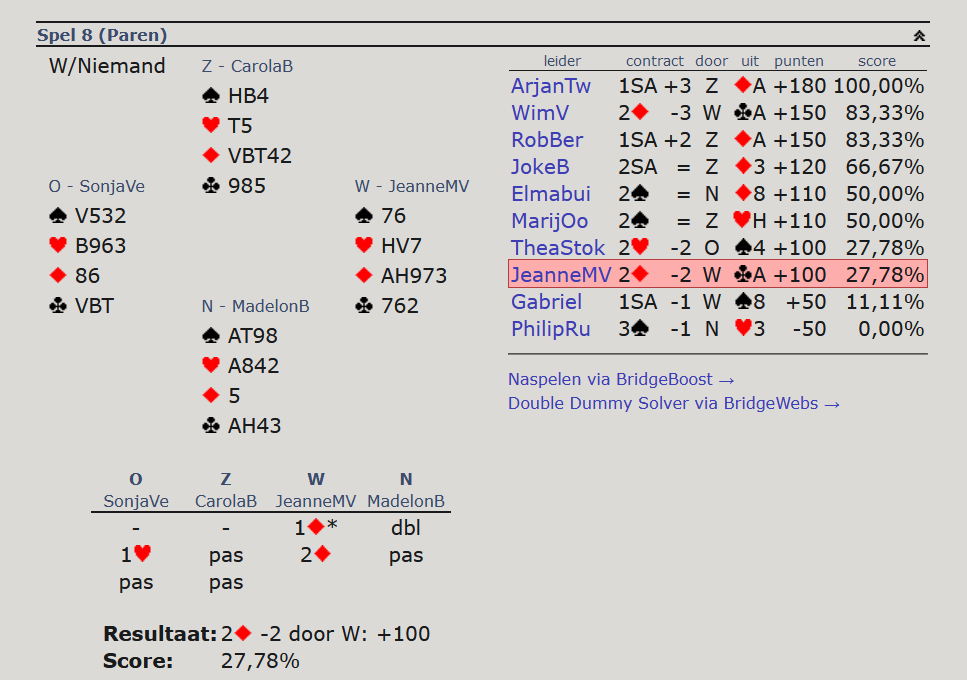 Spel 8 (Paren)
W/Niemand
Z - CarolaB
♠ HB4
♥ T5
♦ VBT42
♣ 985
O - SonjaVe
♠ V532
♥ B963
♦ 86
♣ VBT
W - JeanneMV
♠ 76
♥ HV7
♦ AH973
♣ 762
N - MadelonB
♠ AT98
♥ A842
♦ 5
♣ AH43
leider contract door uit punten score
ArjanTw 1SA +3 Z ♦A +180 100,00%
WimV 2♦ -3 W ♣A +150 83,33%
RobBer 1SA +2 Z ♦A +150 83,33%
JokeB 2SA = Z ♦3 +120 66,67%
Elmabui 2♠ = N ♦8 +110 50,00%
MarijOo 2♠ = Z ♥H +110 50,00%
TheaStok 2♥ -2 O ♠4 +100 27,78%
JeanneMV 2♦ -2 W ♣A +100 27,78%
Gabriel 1SA -1 W ♠8 +50 11,11%
PhilipRu 3♠ -1 N ♥3 -50 0,00%
Naspelen via BridgeBoost →
Double Dummy Solver via BridgeWebs →
O Z W N
SonjaVe CarolaB JeanneMV MadelonB
- - 1♦* dbl
1♥ pas 2♦ pas
pas pas
Resultaat: 2♦ -2 door W: +100
Score: 27,78%